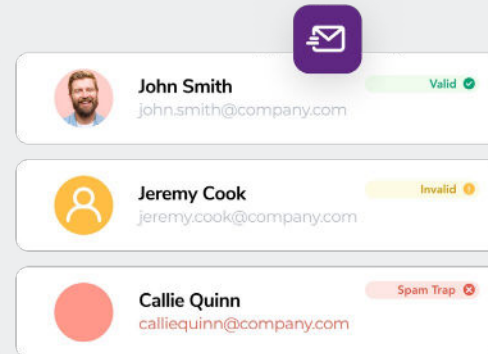 John Smith
Valid
john.smith@company.com
Jeremy Cook
Invalid
jeremy.cook@company.com
Callie Quinn
Spam Trap
calliequinn@company.com